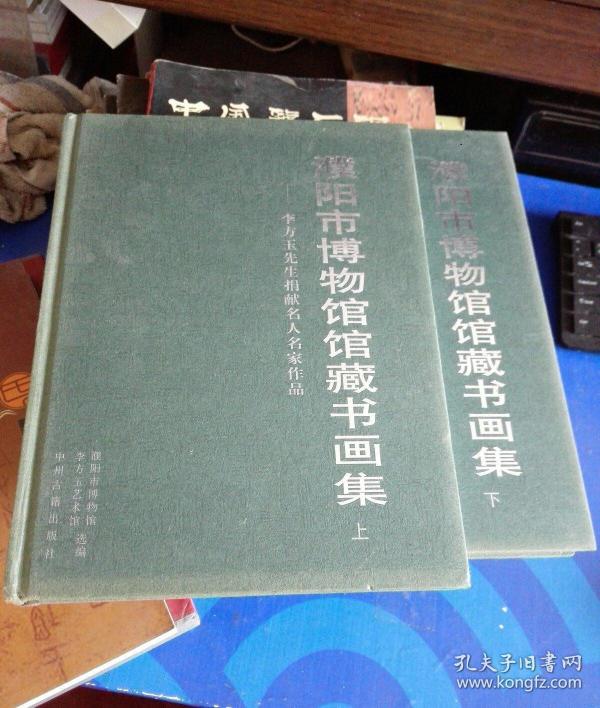 濮阳市博物馆馆藏书画集 上
——李方玉先生捐献名人名家作品
濮阳市博物馆
李方玉艺术馆 选编
中州古籍出版社
濮阳市博物馆馆藏书画集 下
孔夫子旧书网
www.kongfz.com